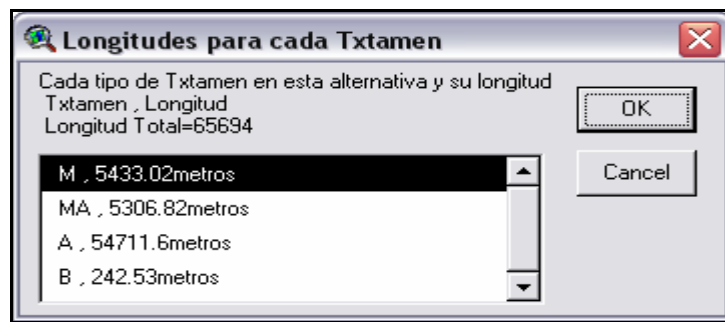 Longitudes para cada Txtamen
Cada tipo de Txtamen en esta alternativa y su longitud
Txtamen , Longitud
Longitud Total=65694
OK
Cancel
M , 5433.02metros
MA , 5306.82metros
A , 54711.6metros
B , 242.53metros